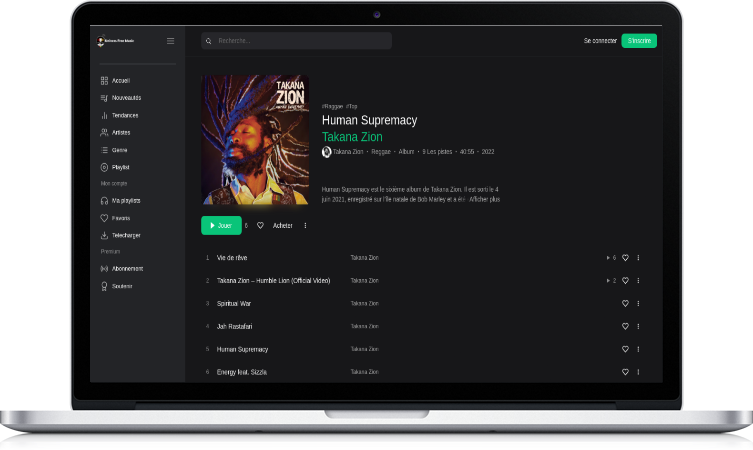 Recherche...
Se connecter
S'inscrire
Accueil
Nouveautés
Tendances
Artistes
Genre
Playlist
Mon compte
Ma playlists
Favoris
Telecharger
Premium
Abonnement
Soutenir
TAKANA
ZION
#Reggae #Top
Human Supremacy
Takana Zion
Takana Zion • Reggae • Album • 9 Les pistes • 40:55 • 2022
Human Supremacy est le sixième album de Takana Zion. Il est sorti le 4
juin 2021, enregistré sur l'île natale de Bob Marley et a été Afficher plus
Jouer 6 Acheter
1 Vie de rêve Takana Zion 6
2 Takana Zion – Humble Lion (Official Video) Takana Zion 2
3 Spiritual War Takana Zion
4 Jah Rastafari Takana Zion
5 Human Supremacy Takana Zion
6 Energy feat. Sizzla Takana Zion